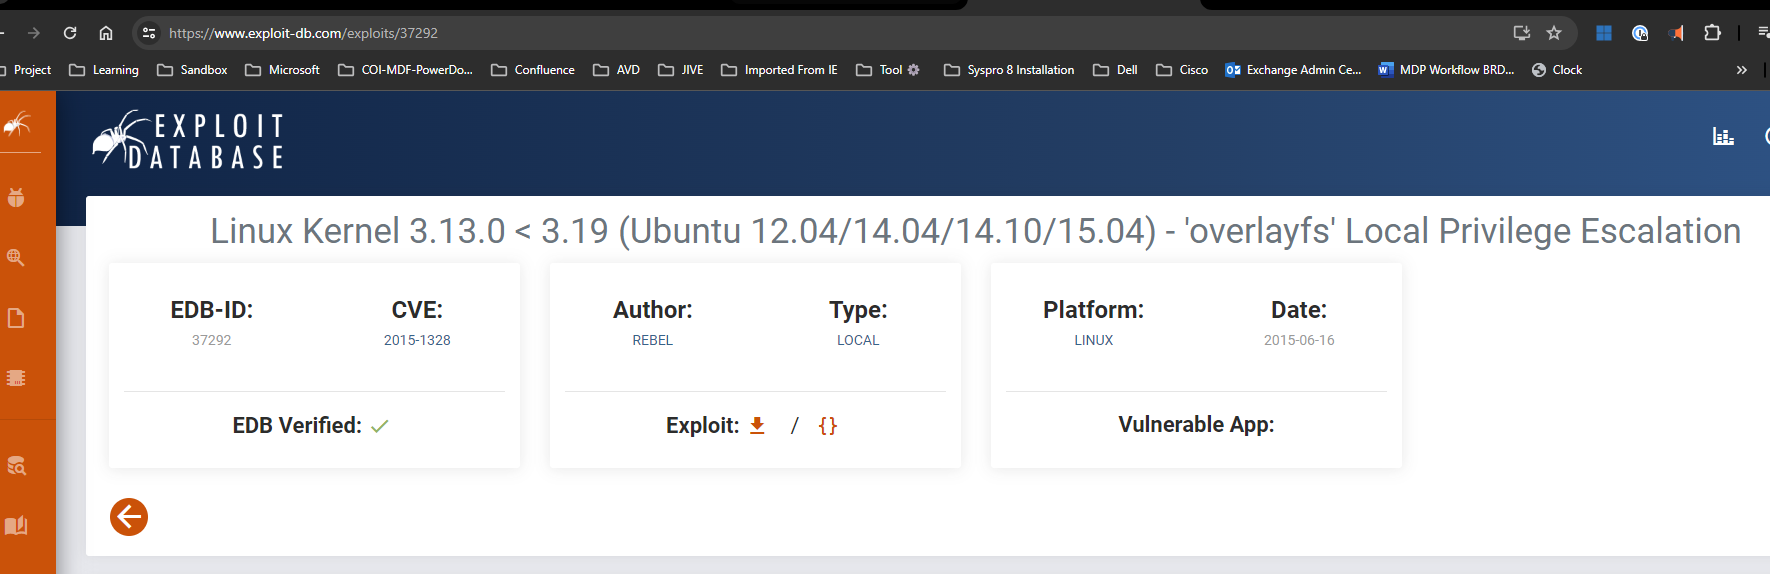 https://www.exploit-db.com/exploits/37292
Project Learning Sandbox Microsoft COI-MDF-PowerDo... Confluence AVD JIVE Imported From IE Tool Syspro 8 Installation Dell Cisco Exchange Admin Ce... MDP Workflow BRD... Clock
EXPLOIT
DATABASE
Linux Kernel 3.13.0 < 3.19 (Ubuntu 12.04/14.04/14.10/15.04) - 'overlayfs' Local Privilege Escalation
EDB-ID: CVE: Author: Type: Platform: Date:
37292 2015-1328 REBEL LOCAL LINUX 2015-06-16
EDB Verified: Exploit: / {} Vulnerable App: